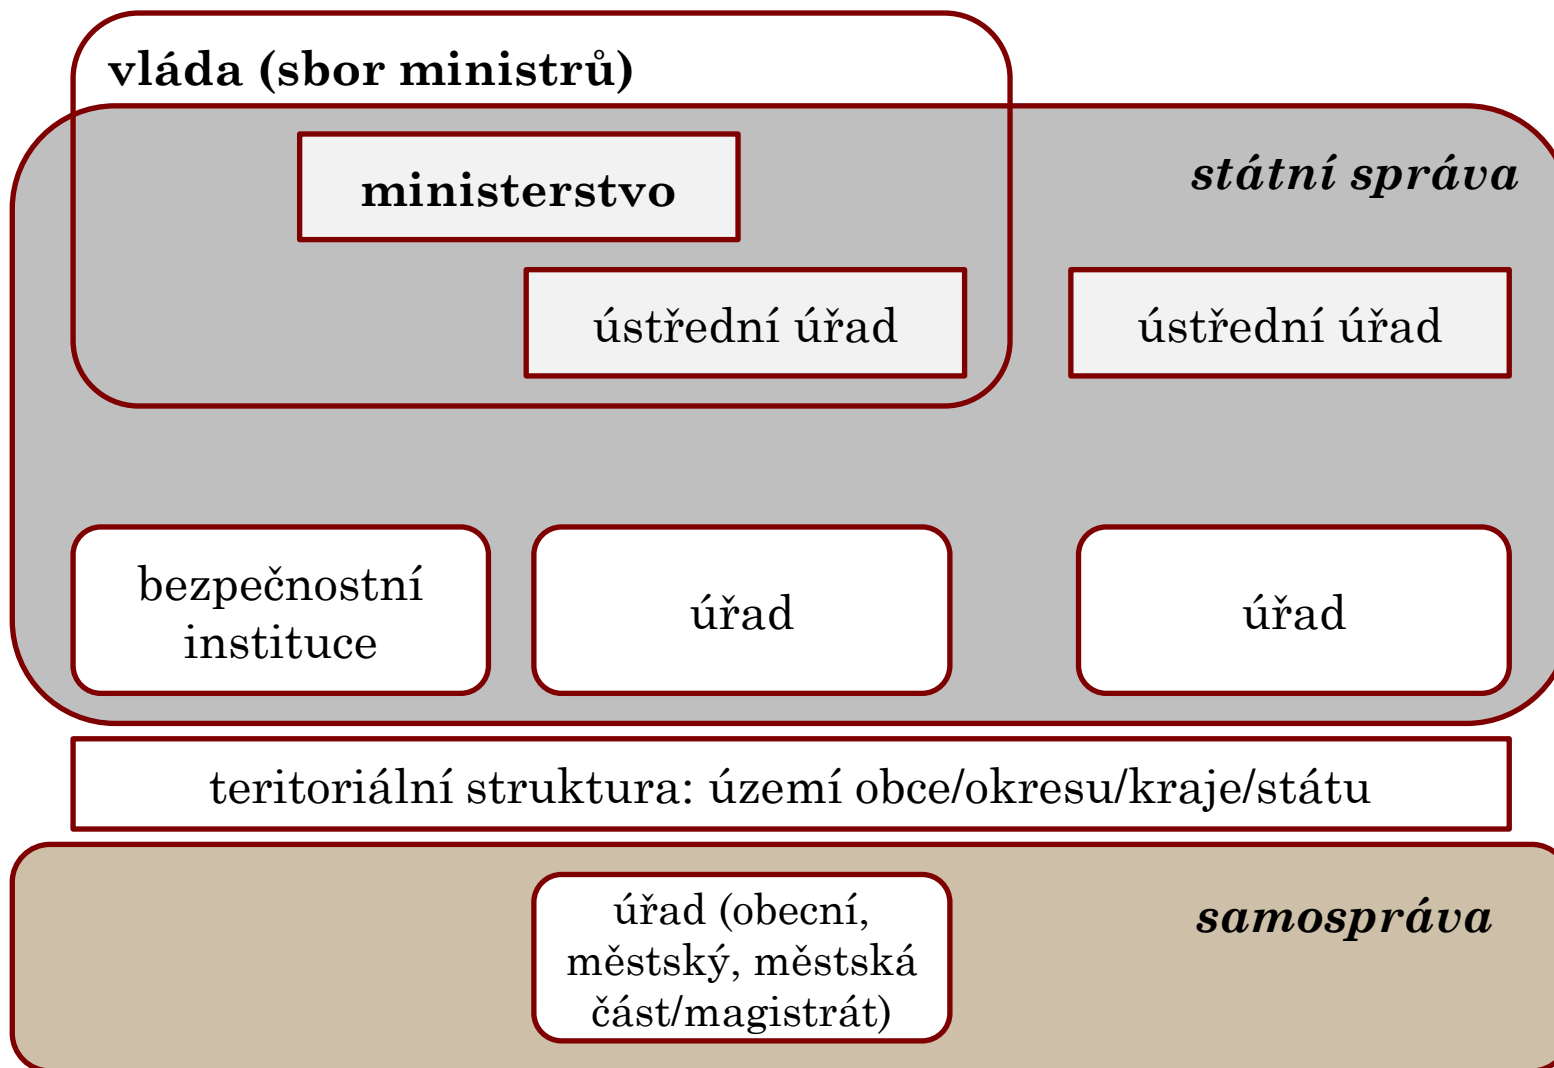 vláda (sbor ministrů)
ministerstvo
státní správa
ústřední úřad
ústřední úřad
bezpečnostní
instituce
úřad
úřad
teritoriální struktura: území obce/okresu/kraje/státu
úřad (obecní,
městský, městská
část/magistrát)
samospráva